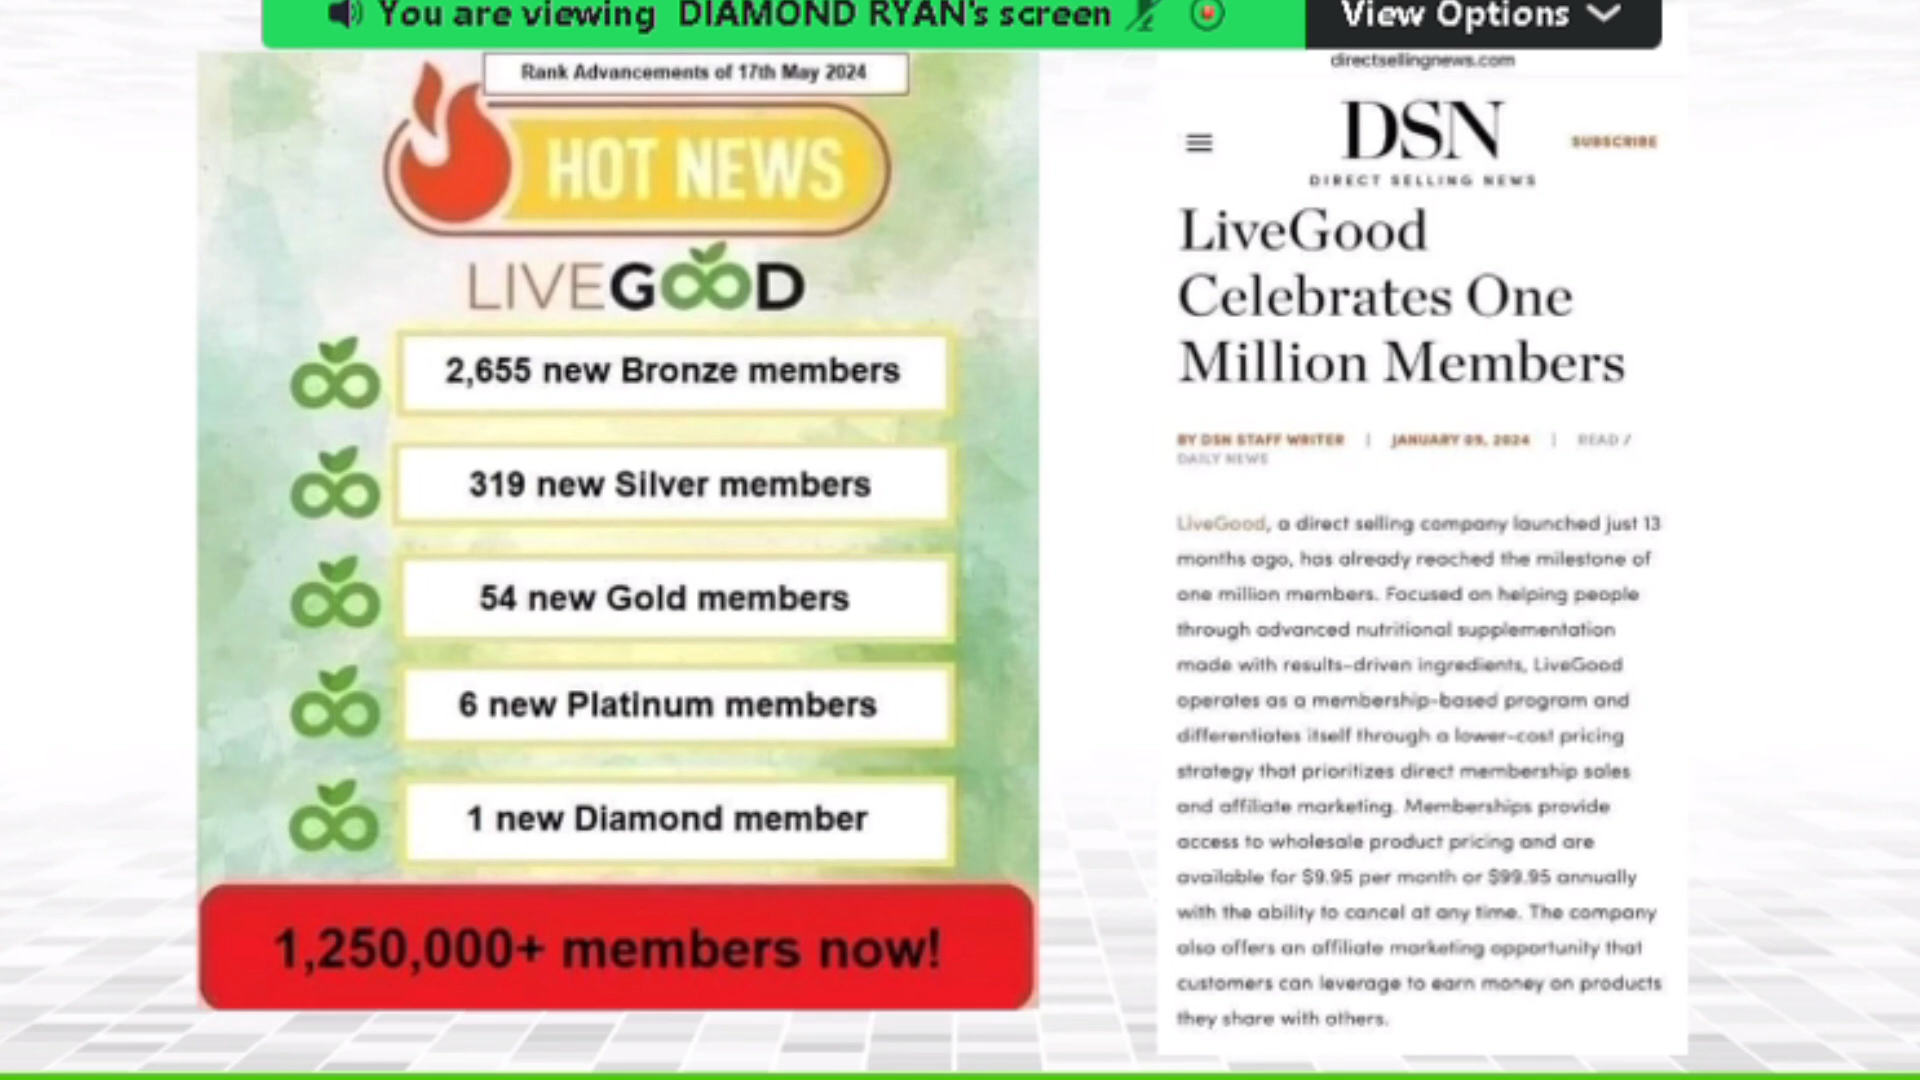 You are viewing DIAMOND RYAN's screen
View Options
Rank Advancements of 17th May 2024
HOT NEWS
LIVEGOOD
2,655 new Bronze members
319 new Silver members
54 new Gold members
6 new Platinum members
1 new Diamond member
1,250,000+ members now!
directsellingnews.com
DSN
SUBSCRIBE
DIRECT SELLING NEWS
LiveGood
Celebrates One
Million Members
BY DSN STAFF WRITER | JANUARY 09, 2024 | READ /
DAILY NEWS
LiveGood, a direct selling company launched just 13
months ago, has already reached the milestone of
one million members. Focused on helping people
through advanced nutritional supplementation
made with results-driven ingredients, LiveGood
operates as a membership-based program and
differentiates itself through a lower-cost pricing
strategy that prioritizes direct membership sales
and affiliate marketing. Memberships provide
access to wholesale product pricing and are
available for $9.95 per month or $99.95 annually
with the ability to cancel at any time. The company
also offers an affiliate marketing opportunity that
customers can leverage to earn money on products
they share with others.